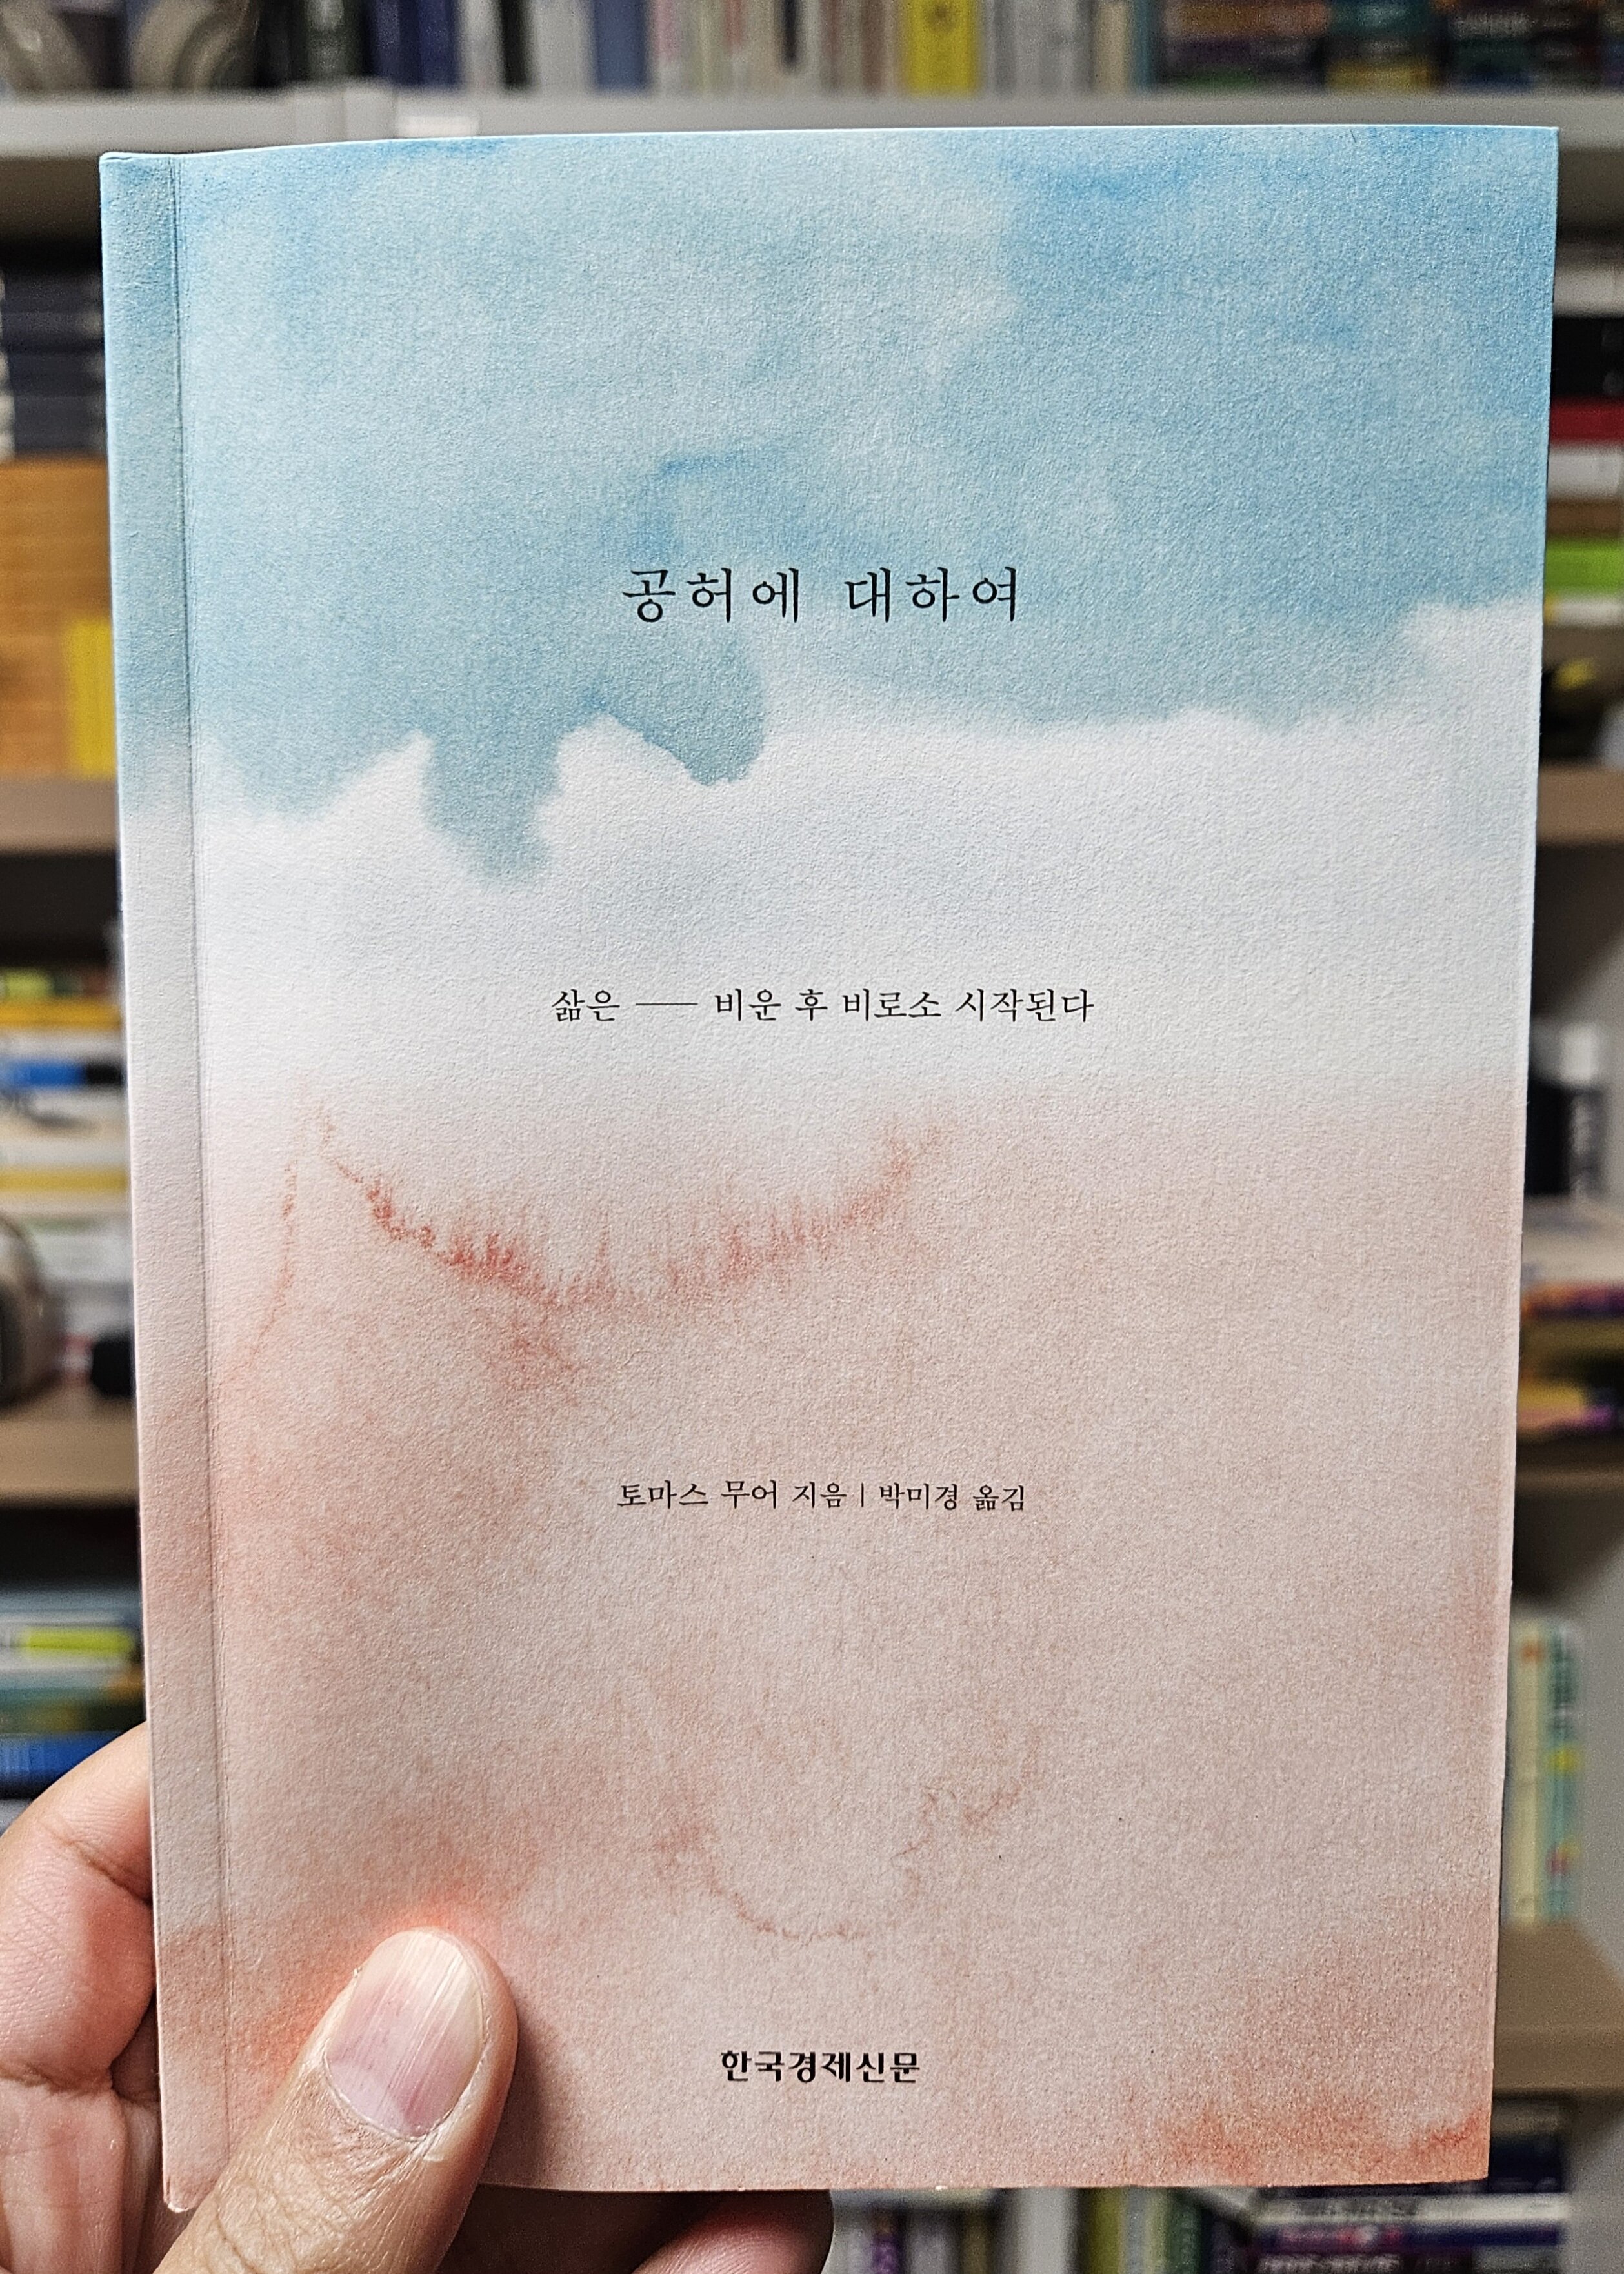 공허에 대하여
삶은 — 비운 후 비로소 시작된다
토마스 무어 지음 | 박미경 옮김
한국경제신문